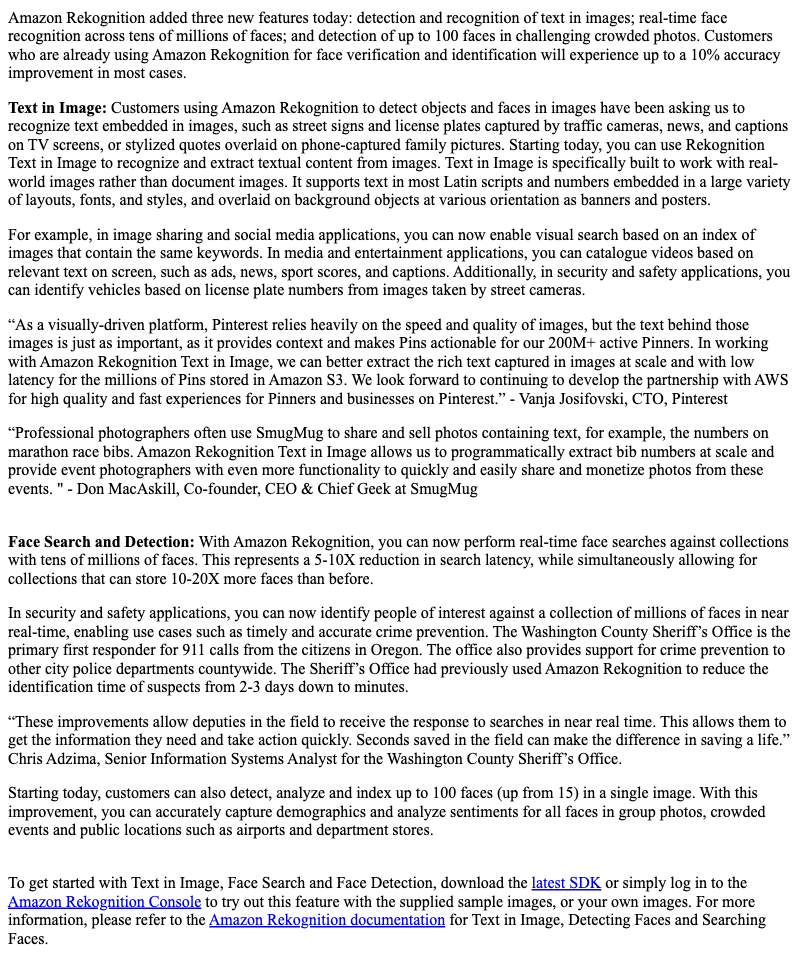 Amazon Rekognition added three new features today: detection and recognition of text in images; real-time face
recognition across tens of millions of faces; and detection of up to 100 faces in challenging crowded photos. Customers
who are already using Amazon Rekognition for face verification and identification will experience up to a 10% accuracy
improvement in most cases.
Text in Image: Customers using Amazon Rekognition to detect objects and faces in images have been asking us to
recognize text embedded in images, such as street signs and license plates captured by traffic cameras, news, and captions
on TV screens, or stylized quotes overlaid on phone-captured family pictures. Starting today, you can use Rekognition
Text in Image to recognize and extract textual content from images. Text in Image is specifically built to work with real-
world images rather than document images. It supports text in most Latin scripts and numbers embedded in a large variety
of layouts, fonts, and styles, and overlaid on background objects at various orientation as banners and posters.
For example, in image sharing and social media applications, you can now enable visual search based on an index of
images that contain the same keywords. In media and entertainment applications, you can catalogue videos based on
relevant text on screen, such as ads, news, sport scores, and captions. Additionally, in security and safety applications, you
can identify vehicles based on license plate numbers from images taken by street cameras.
“As a visually-driven platform, Pinterest relies heavily on the speed and quality of images, but the text behind those
images is just as important, as it provides context and makes Pins actionable for our 200M+ active Pinners. In working
with Amazon Rekognition Text in Image, we can better extract the rich text captured in images at scale and with low
latency for the millions of Pins stored in Amazon S3. We look forward to continuing to develop the partnership with AWS
for high quality and fast experiences for Pinners and businesses on Pinterest.” - Vanja Josifovski, CTO, Pinterest
“Professional photographers often use SmugMug to share and sell photos containing text, for example, the numbers on
marathon race bibs. Amazon Rekognition Text in Image allows us to programmatically extract bib numbers at scale and
provide event photographers with even more functionality to quickly and easily share and monetize photos from these
events. " - Don MacAskill, Co-founder, CEO & Chief Geek at SmugMug
Face Search and Detection: With Amazon Rekognition, you can now perform real-time face searches against collections
with tens of millions of faces. This represents a 5-10X reduction in search latency, while simultaneously allowing for
collections that can store 10-20X more faces than before.
In security and safety applications, you can now identify people of interest against a collection of millions of faces in near
real-time, enabling use cases such as timely and accurate crime prevention. The Washington County Sheriff’s Office is the
primary first responder for 911 calls from the citizens in Oregon. The office also provides support for crime prevention to
other city police departments countywide. The Sheriff’s Office had previously used Amazon Rekognition to reduce the
identification time of suspects from 2-3 days down to minutes.
“These improvements allow deputies in the field to receive the response to searches in near real time. This allows them to
get the information they need and take action quickly. Seconds saved in the field can make the difference in saving a life.”
Chris Adzima, Senior Information Systems Analyst for the Washington County Sheriff’s Office.
Starting today, customers can also detect, analyze and index up to 100 faces (up from 15) in a single image. With this
improvement, you can accurately capture demographics and analyze sentiments for all faces in group photos, crowded
events and public locations such as airports and department stores.
To get started with Text in Image, Face Search and Face Detection, download the latest SDK or simply log in to the
Amazon Rekognition Console to try out this feature with the supplied sample images, or your own images. For more
information, please refer to the Amazon Rekognition documentation for Text in Image, Detecting Faces and Searching
Faces.